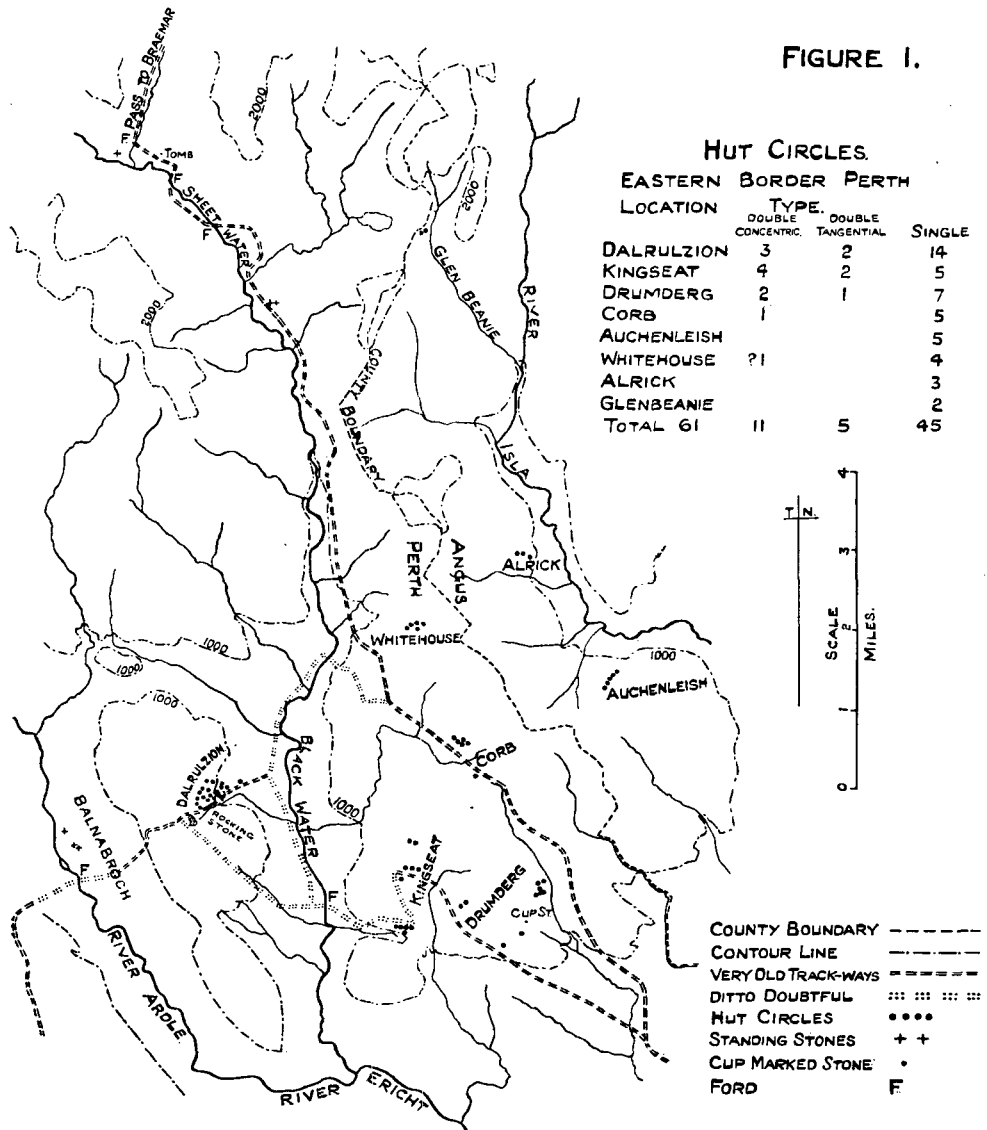 FIGURE 1.
HUT CIRCLES.
EASTERN BORDER PERTH
LOCATION TYPE.
DOUBLE CONCENTRIC. DOUBLE TANGENTIAL SINGLE
DALRULZION 3 2 14
KINGSEAT 4 2 5
DRUMDERG 2 1 7
CORB 1 5
AUCHENLEISH 5
WHITEHOUSE ?1 4
ALRICK 3
GLENBEANIE 2
TOTAL 61 11 5 45
PASS TO BRAEMAR
F
TOMB
F
SHEET WATER
F
2000
2000
2000
GLEN BEANIE
RIVER
ISLA
COUNTY BOUNDARY
PERTH
ANGUS
ALRICK
WHITEHOUSE
1000
AUCHENLEISH
T N.
4
3
2
1
0
SCALE
MILES.
1000
1000
1000
DALRULZION
ROCKING
STONE
BLACK WATER
CORB
BALNABROCH
F
F
KINGSEAT
DRUMDERG
CUP ST.
RIVER ARDLE
RIVER ERICHT
COUNTY BOUNDARY
CONTOUR LINE
VERY OLD TRACK-WAYS
DITTO DOUBTFUL
HUT CIRCLES
STANDING STONES
CUP MARKED STONE
FORD F